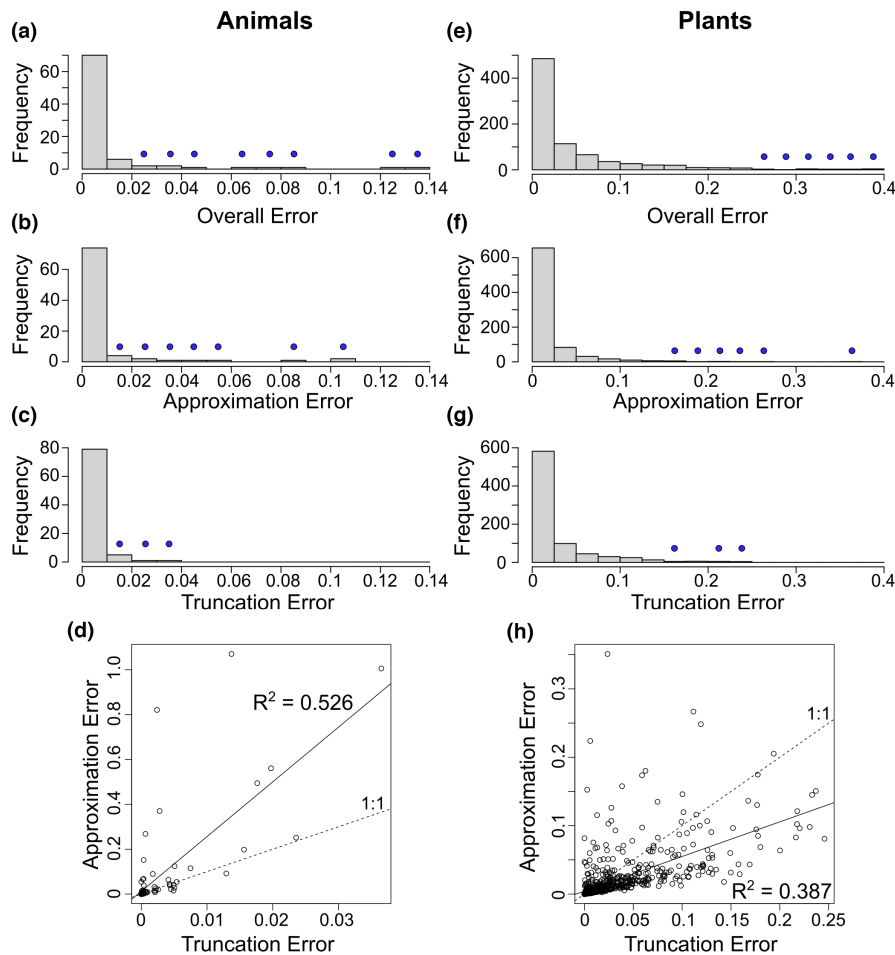 Animals
(a)
Frequency
60
40
20
0
0 0.02 0.04 0.06 0.08 0.10 0.12 0.14
Overall Error
(b)
Frequency
60
40
20
0
0 0.02 0.04 0.06 0.08 0.10 0.12 0.14
Approximation Error
(c)
Frequency
80
60
40
20
0
0 0.02 0.04 0.06 0.08 0.10 0.12 0.14
Truncation Error
(d)
Approximation Error
1.0
0.8
0.6
0.4
0.2
0
R² = 0.526
1:1
0 0.01 0.02 0.03
Truncation Error
Plants
(e)
Frequency
400
200
0
0 0.1 0.2 0.3 0.4
Overall Error
(f)
Frequency
600
400
200
0
0 0.1 0.2 0.3 0.4
Approximation Error
(g)
Frequency
600
400
200
0
0 0.1 0.2 0.3 0.4
Truncation Error
(h)
Approximation Error
0.3
0.2
0.1
0
1:1
R² = 0.387
0 0.05 0.1 0.15 0.20 0.25
Truncation Error